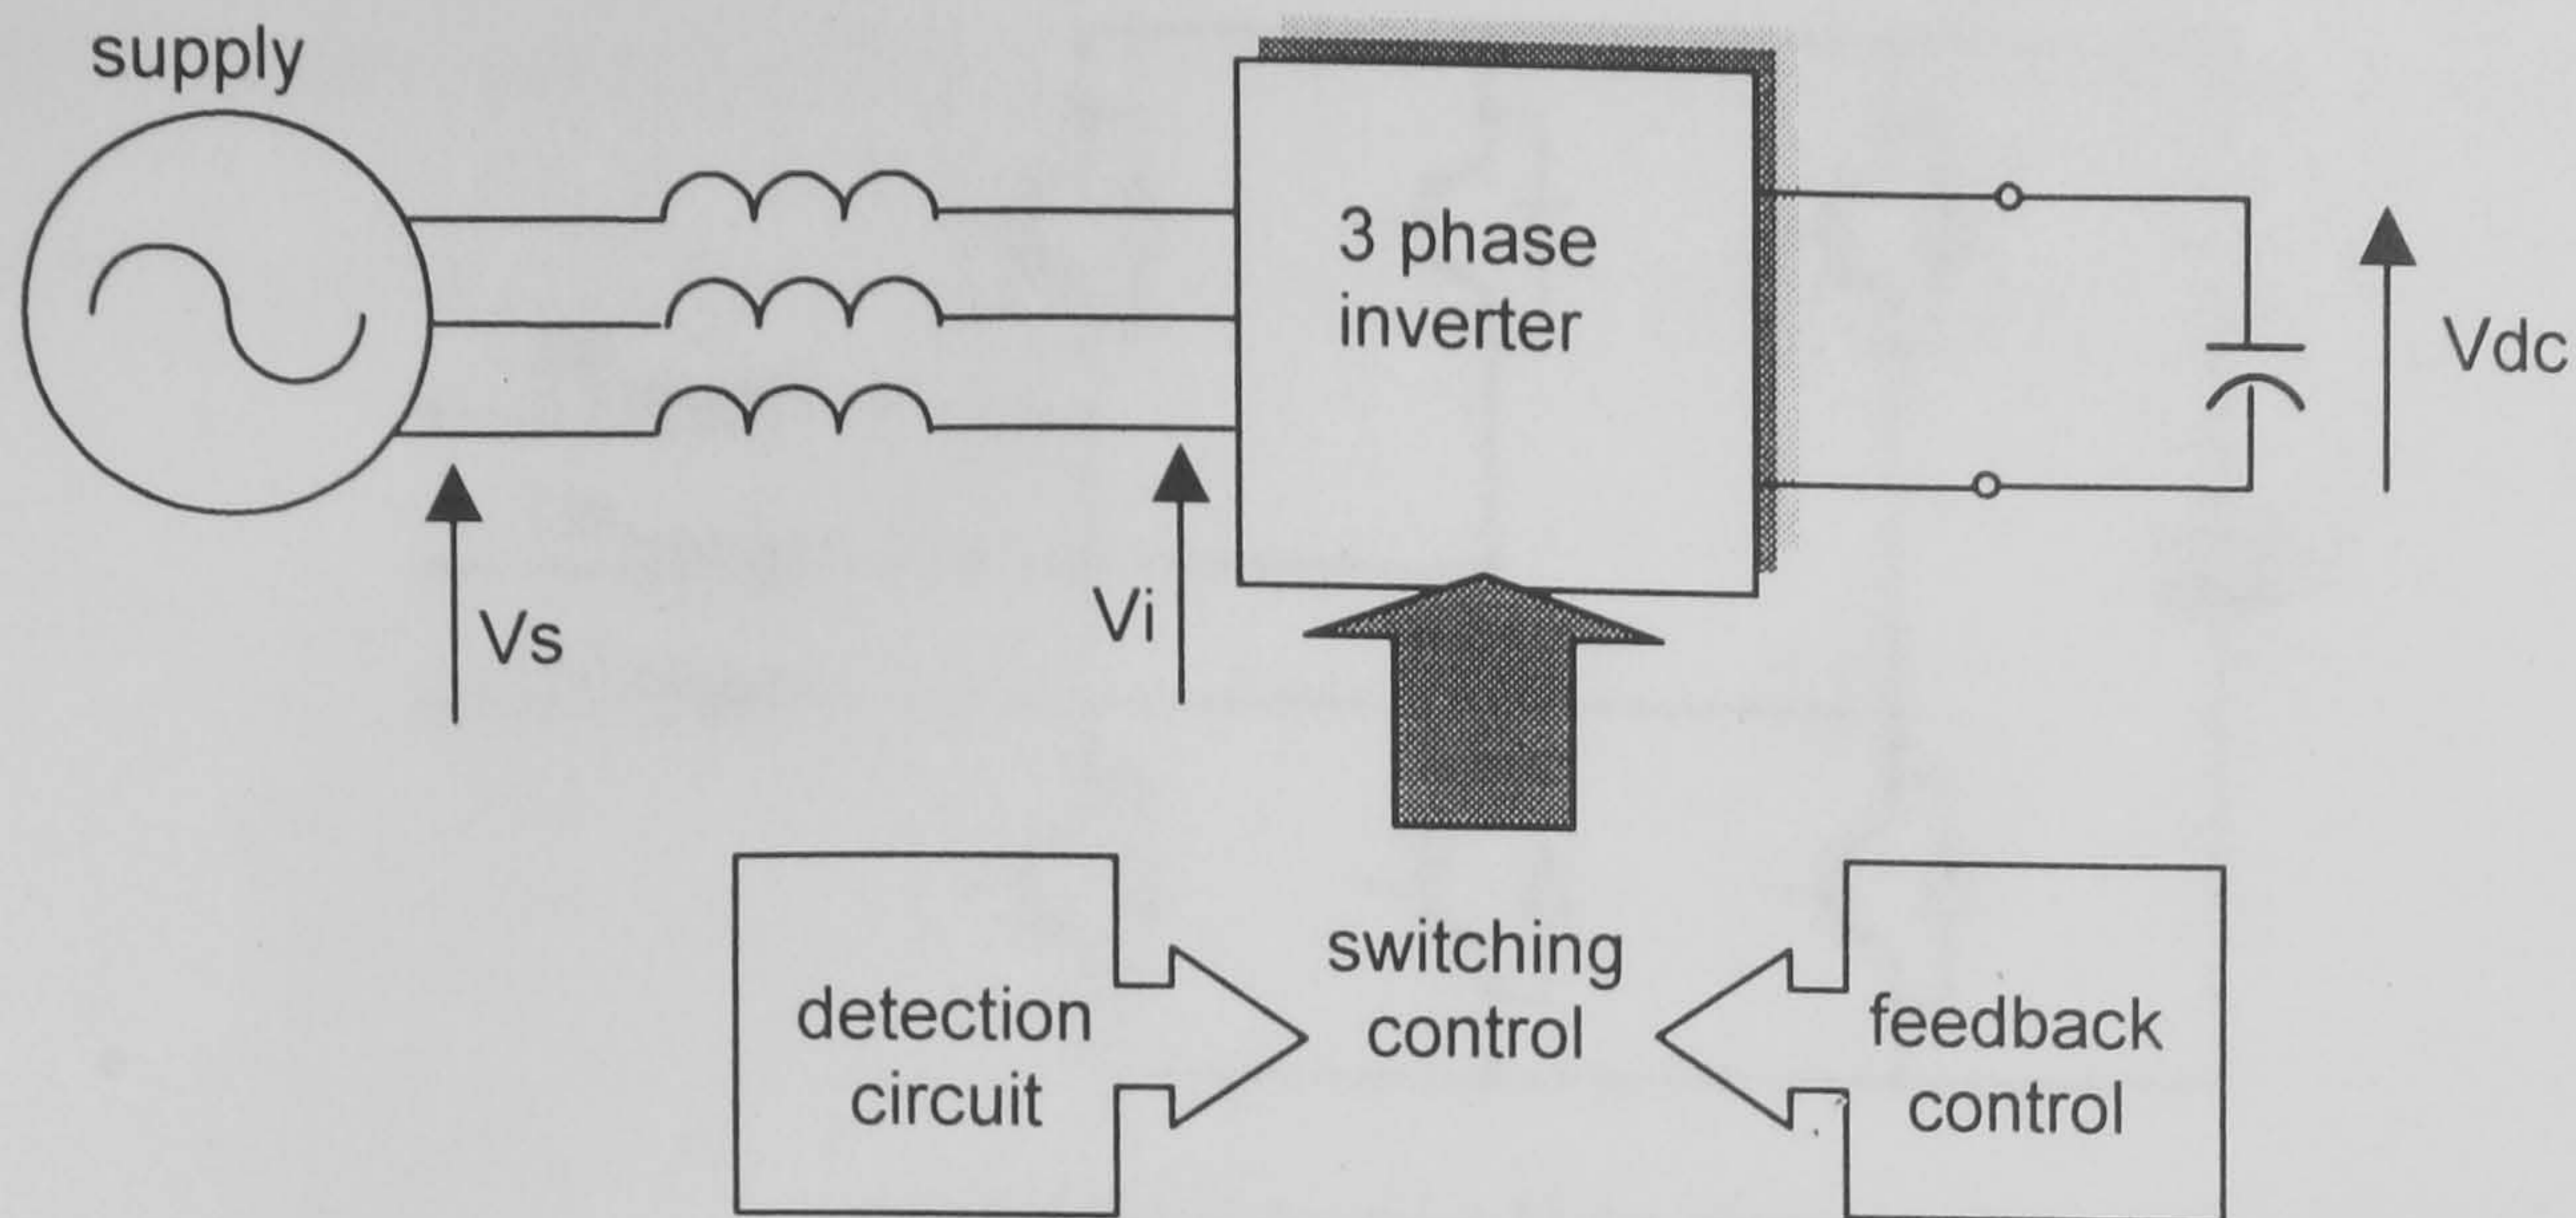 supply
3 phase
inverter
Vdc
Vs
Vi
switching
control
detection
circuit
feedback
control